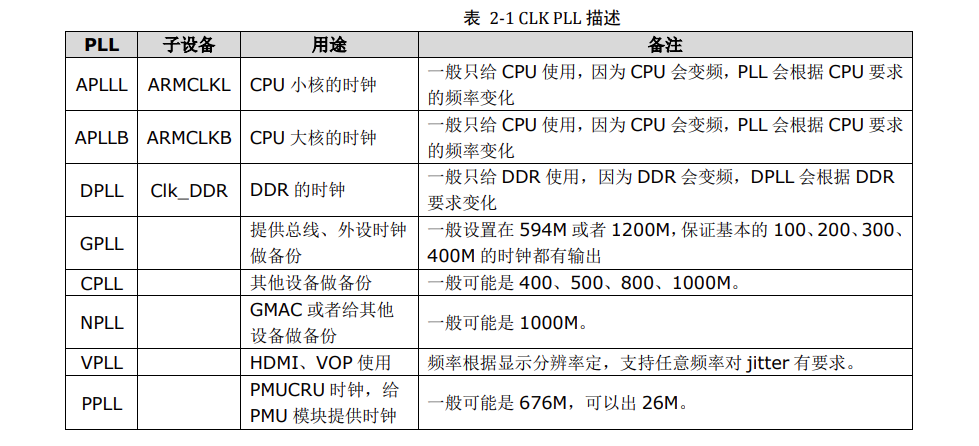 表 2-1 CLK PLL 描述
PLL 子设备 用途 备注
APLLL ARMCLKL CPU 小核的时钟 一般只给 CPU 使用，因为 CPU 会变频，PLL 会根据 CPU 要求
的频率变化
APLLB ARMCLKB CPU 大核的时钟 一般只给 CPU 使用，因为 CPU 会变频，PLL 会根据 CPU 要求
的频率变化
DPLL Clk_DDR DDR 的时钟 一般只给 DDR 使用，因为 DDR 会变频，DPLL 会根据 DDR
要求变化
GPLL 提供总线、外设时钟 一般设置在 594M 或者 1200M，保证基本的 100、200、300、
做备份 400M 的时钟都有输出
CPLL 其他设备做备份 一般可能是 400、500、800、1000M。
NPLL GMAC 或者给其他 一般可能是 1000M。
设备做备份
VPLL HDMI、VOP 使用 频率根据显示分辨率定，支持任意频率对 jitter 有要求。
PPLL PMUCRU 时钟，给 一般可能是 676M，可以出 26M。
PMU 模块提供时钟